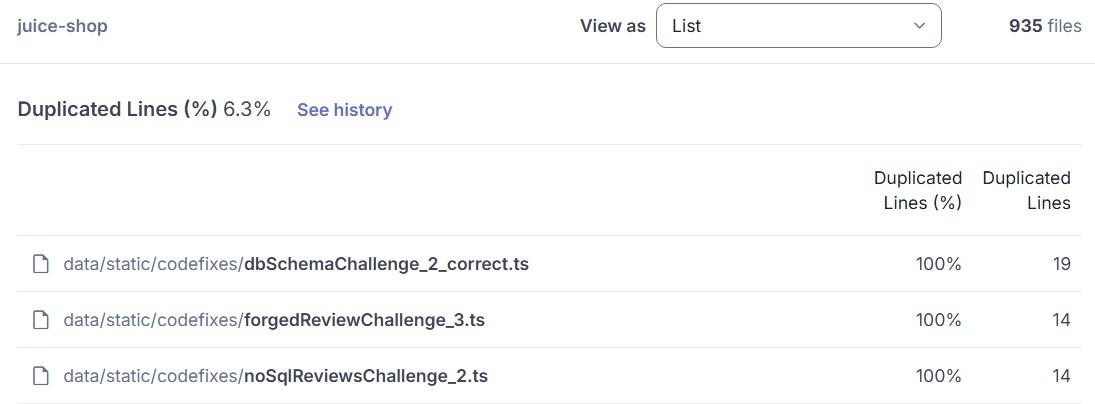 juice-shop View as List 935 files
Duplicated Lines (%) 6.3% See history
Duplicated Lines (%) Duplicated Lines
data/static/codefixes/dbSchemaChallenge_2_correct.ts 100% 19
data/static/codefixes/forgedReviewChallenge_3.ts 100% 14
data/static/codefixes/noSqlReviewsChallenge_2.ts 100% 14